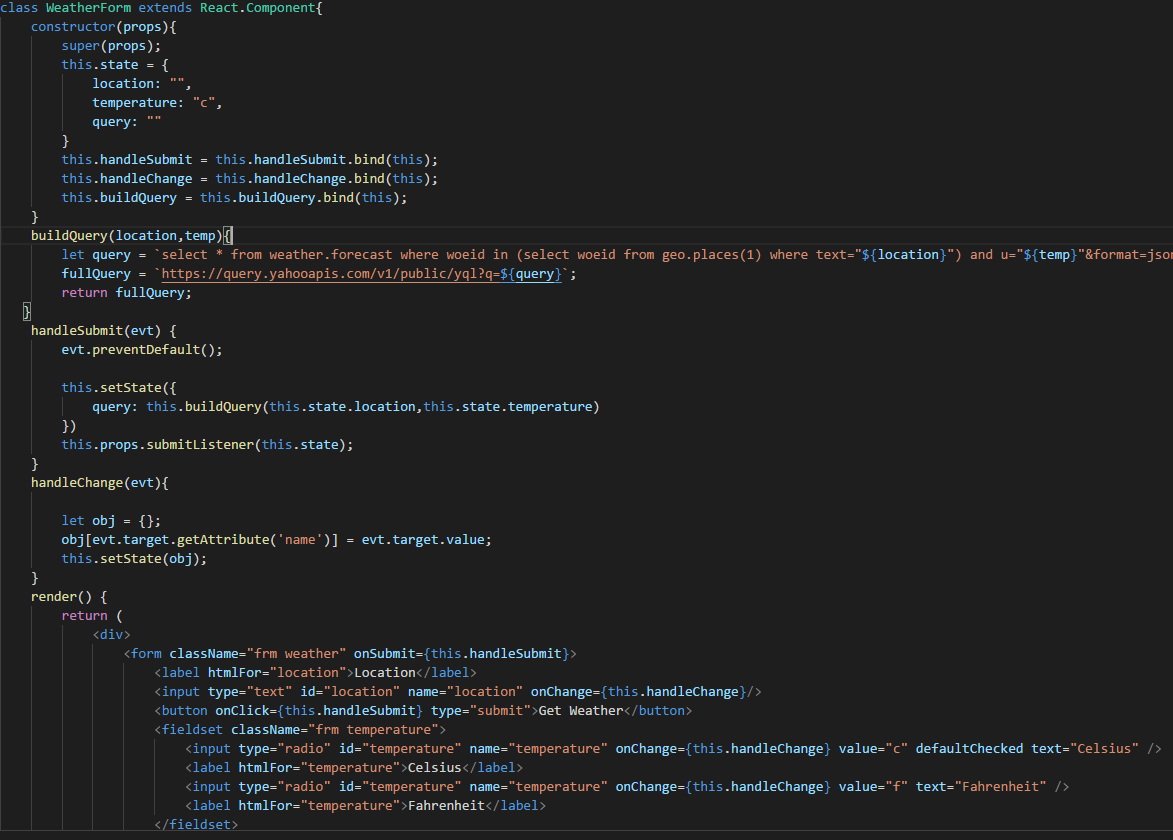 class WeatherForm extends React.Component{
    constructor(props){
        super(props);
        this.state = {
            location: "",
            temperature: "c",
            query: ""
        }
        this.handleSubmit = this.handleSubmit.bind(this);
        this.handleChange = this.handleChange.bind(this);
        this.buildQuery = this.buildQuery.bind(this);
    }
    buildQuery(location,temp){
        let query = `select * from weather.forecast where woeid in (select woeid from geo.places(1) where text="${location}") and u="${temp}"&format=json
        fullQuery = `https://query.yahooapis.com/v1/public/yql?q=${query}`;
        return fullQuery;
    }
    handleSubmit(evt) {
        evt.preventDefault();
        this.setState({
            query: this.buildQuery(this.state.location,this.state.temperature)
        })
        this.props.submitListener(this.state);
    }
    handleChange(evt){
        let obj = {};
        obj[evt.target.getAttribute('name')] = evt.target.value;
        this.setState(obj);
    }
    render() {
        return (
            <div>
                <form className="frm weather" onSubmit={this.handleSubmit}>
                    <label htmlFor="location">Location</label>
                    <input type="text" id="location" name="location" onChange={this.handleChange}/>
                    <button onClick={this.handleSubmit} type="submit">Get Weather</button>
                    <fieldset className="frm temperature">
                        <input type="radio" id="temperature" name="temperature" onChange={this.handleChange} value="c" defaultChecked text="Celsius" />
                        <label htmlFor="temperature">Celsius</label>
                        <input type="radio" id="temperature" name="temperature" onChange={this.handleChange} value="f" text="Fahrenheit" />
                        <label htmlFor="temperature">Fahrenheit</label>
                    </fieldset>